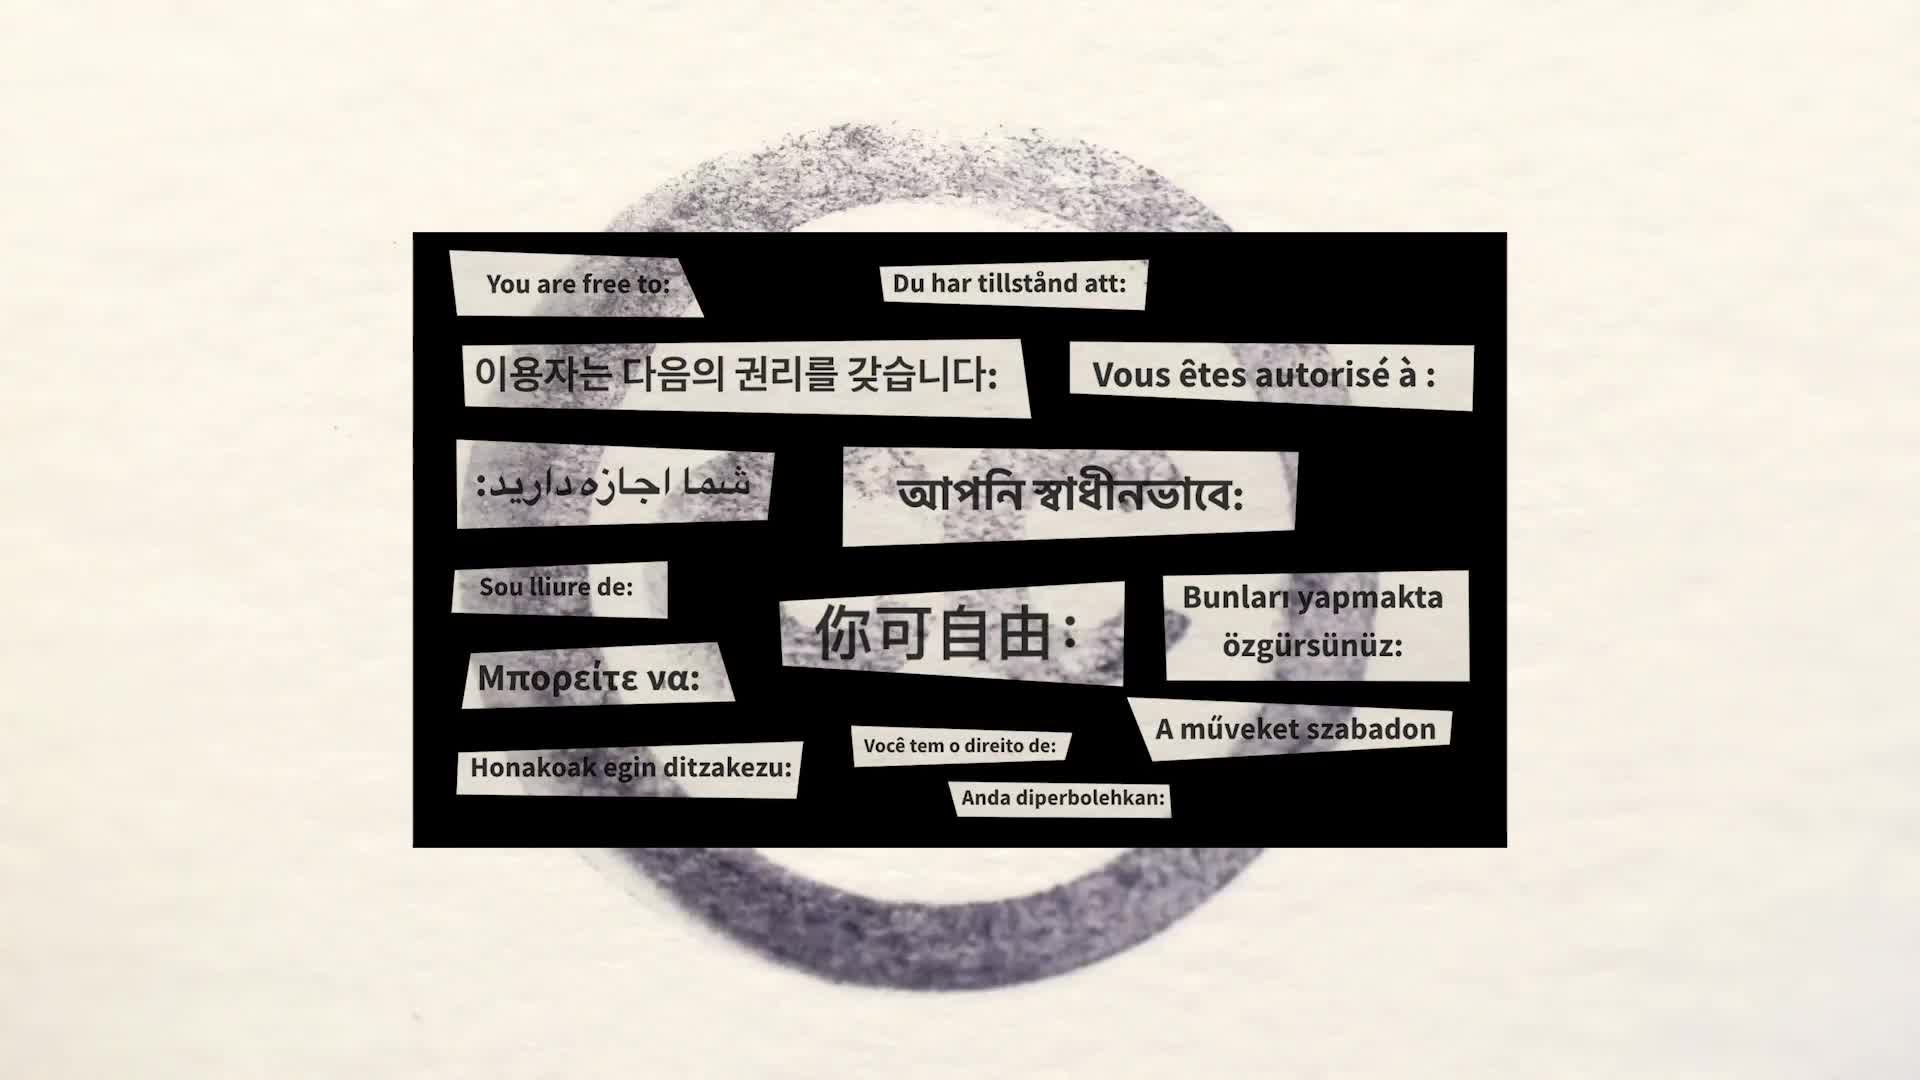 You are free to:
Du har tillstånd att:
이용자는 다음의 권리를 갖습니다:
Vous êtes autorisé à :
شما اجازه دارید:
আপনি স্বাধীনভাবে:
Sou lliure de:
你可自由：
Bunları yapmakta
özgürsünüz:
Μπορείτε να:
A műveket szabadon
Você tem o direito de:
Honakoak egin ditzakezu:
Anda diperbolehkan: